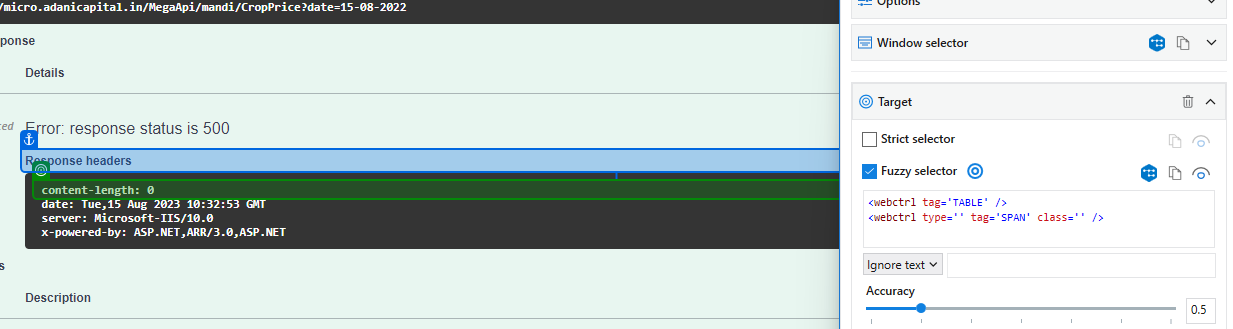 /micro.adanicapital.in/MegaApi/mandi/CropPrice?date=15-08-2022
ponse
Details
ted
Error: response status is 500
Response headers
content-length: 0
date: Tue,15 Aug 2023 10:32:53 GMT
server: Microsoft-IIS/10.0
x-powered-by: ASP.NET,ARR/3.0,ASP.NET
s
Description
Options
Window selector
Target
Strict selector
Fuzzy selector
<webctrl tag='TABLE' />
<webctrl type='' tag='SPAN' class='' />
Ignore text
Accuracy
0.5